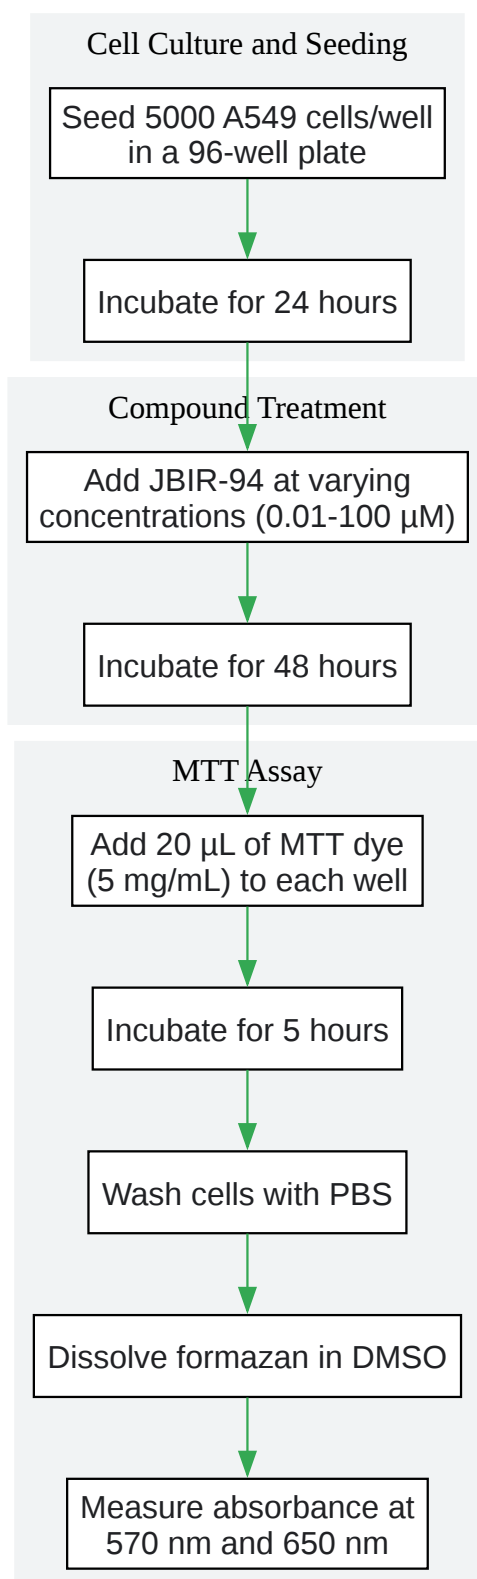 Cell Culture and Seeding
Seed 5000 A549 cells/well
in a 96-well plate
Incubate for 24 hours
Compound Treatment
Add JBIR-94 at varying
concentrations (0.01-100 µM)
Incubate for 48 hours
MTT Assay
Add 20 µL of MTT dye
(5 mg/mL) to each well
Incubate for 5 hours
Wash cells with PBS
Dissolve formazan in DMSO
Measure absorbance at
570 nm and 650 nm